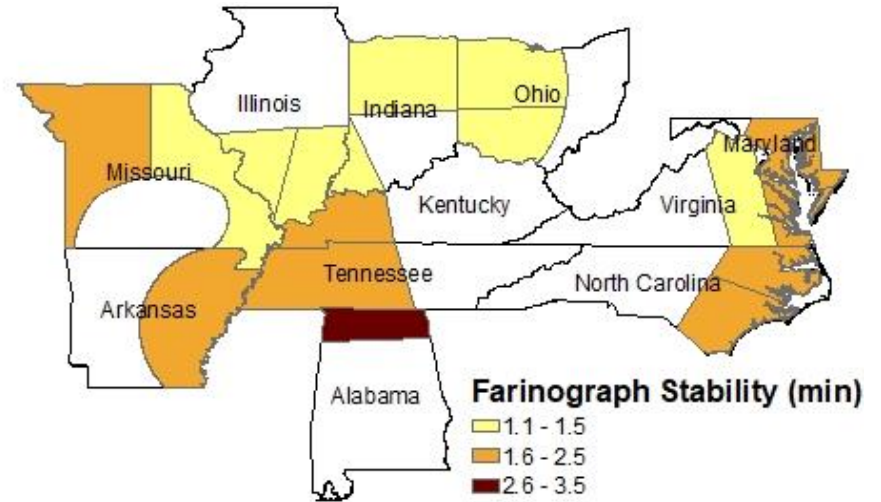 Illinois
Indiana
Ohio
Missouri
Maryland
Kentucky
Virginia
Tennessee
North Carolina
Arkansas
Alabama
Farinograph Stability (min)
1.1 - 1.5
1.6 - 2.5
2.6 - 3.5